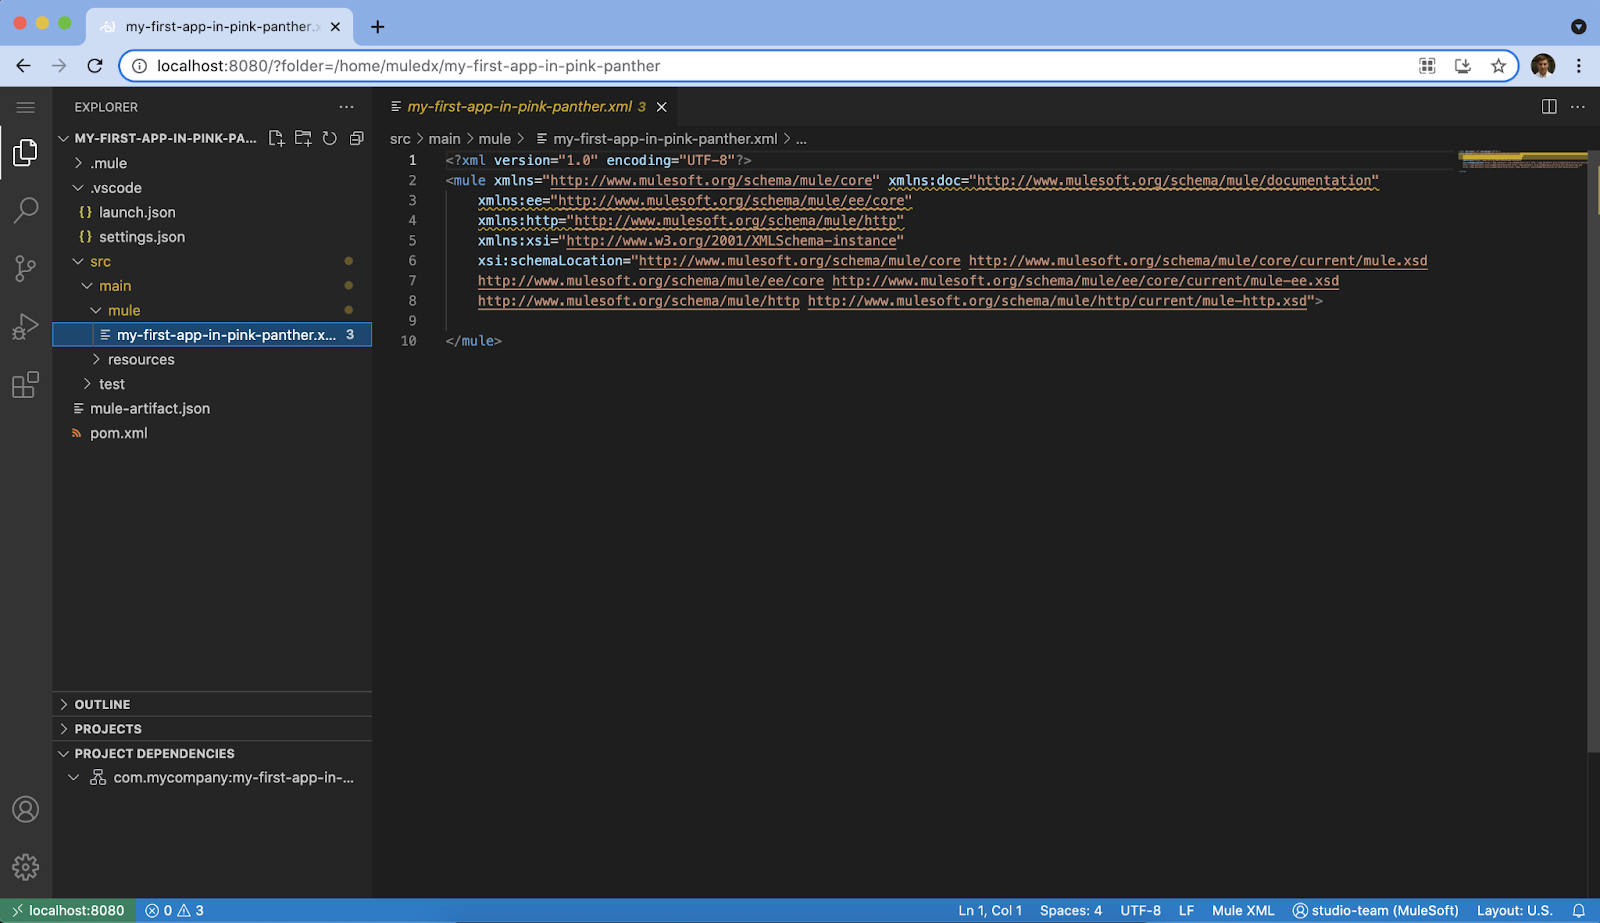 my-first-app-in-pink-panther.x
localhost:8080/?folder=/home/muledx/my-first-app-in-pink-panther
EXPLORER
MY-FIRST-APP-IN-PINK-PA...
.mule
.vscode
{} launch.json
{} settings.json
src
main
mule
my-first-app-in-pink-panther.x... 3
resources
test
mule-artifact.json
pom.xml
OUTLINE
PROJECTS
PROJECT DEPENDENCIES
com.mycompany:my-first-app-in-...
my-first-app-in-pink-panther.xml 3
src > main > mule > my-first-app-in-pink-panther.xml > ...
1 <?xml version="1.0" encoding="UTF-8"?>
2 <mule xmlns="http://www.mulesoft.org/schema/mule/core" xmlns:doc="http://www.mulesoft.org/schema/mule/documentation"
3 xmlns:ee="http://www.mulesoft.org/schema/mule/ee/core"
4 xmlns:http="http://www.mulesoft.org/schema/mule/http"
5 xmlns:xsi="http://www.w3.org/2001/XMLSchema-instance"
6 xsi:schemaLocation="http://www.mulesoft.org/schema/mule/core http://www.mulesoft.org/schema/mule/core/current/mule.xsd
7 http://www.mulesoft.org/schema/mule/ee/core http://www.mulesoft.org/schema/mule/ee/core/current/mule-ee.xsd
8 http://www.mulesoft.org/schema/mule/http http://www.mulesoft.org/schema/mule/http/current/mule-http.xsd">
9
10 </mule>
localhost:8080 0 3 Ln 1, Col 1 Spaces: 4 UTF-8 LF Mule XML studio-team (MuleSoft) Layout: U.S.